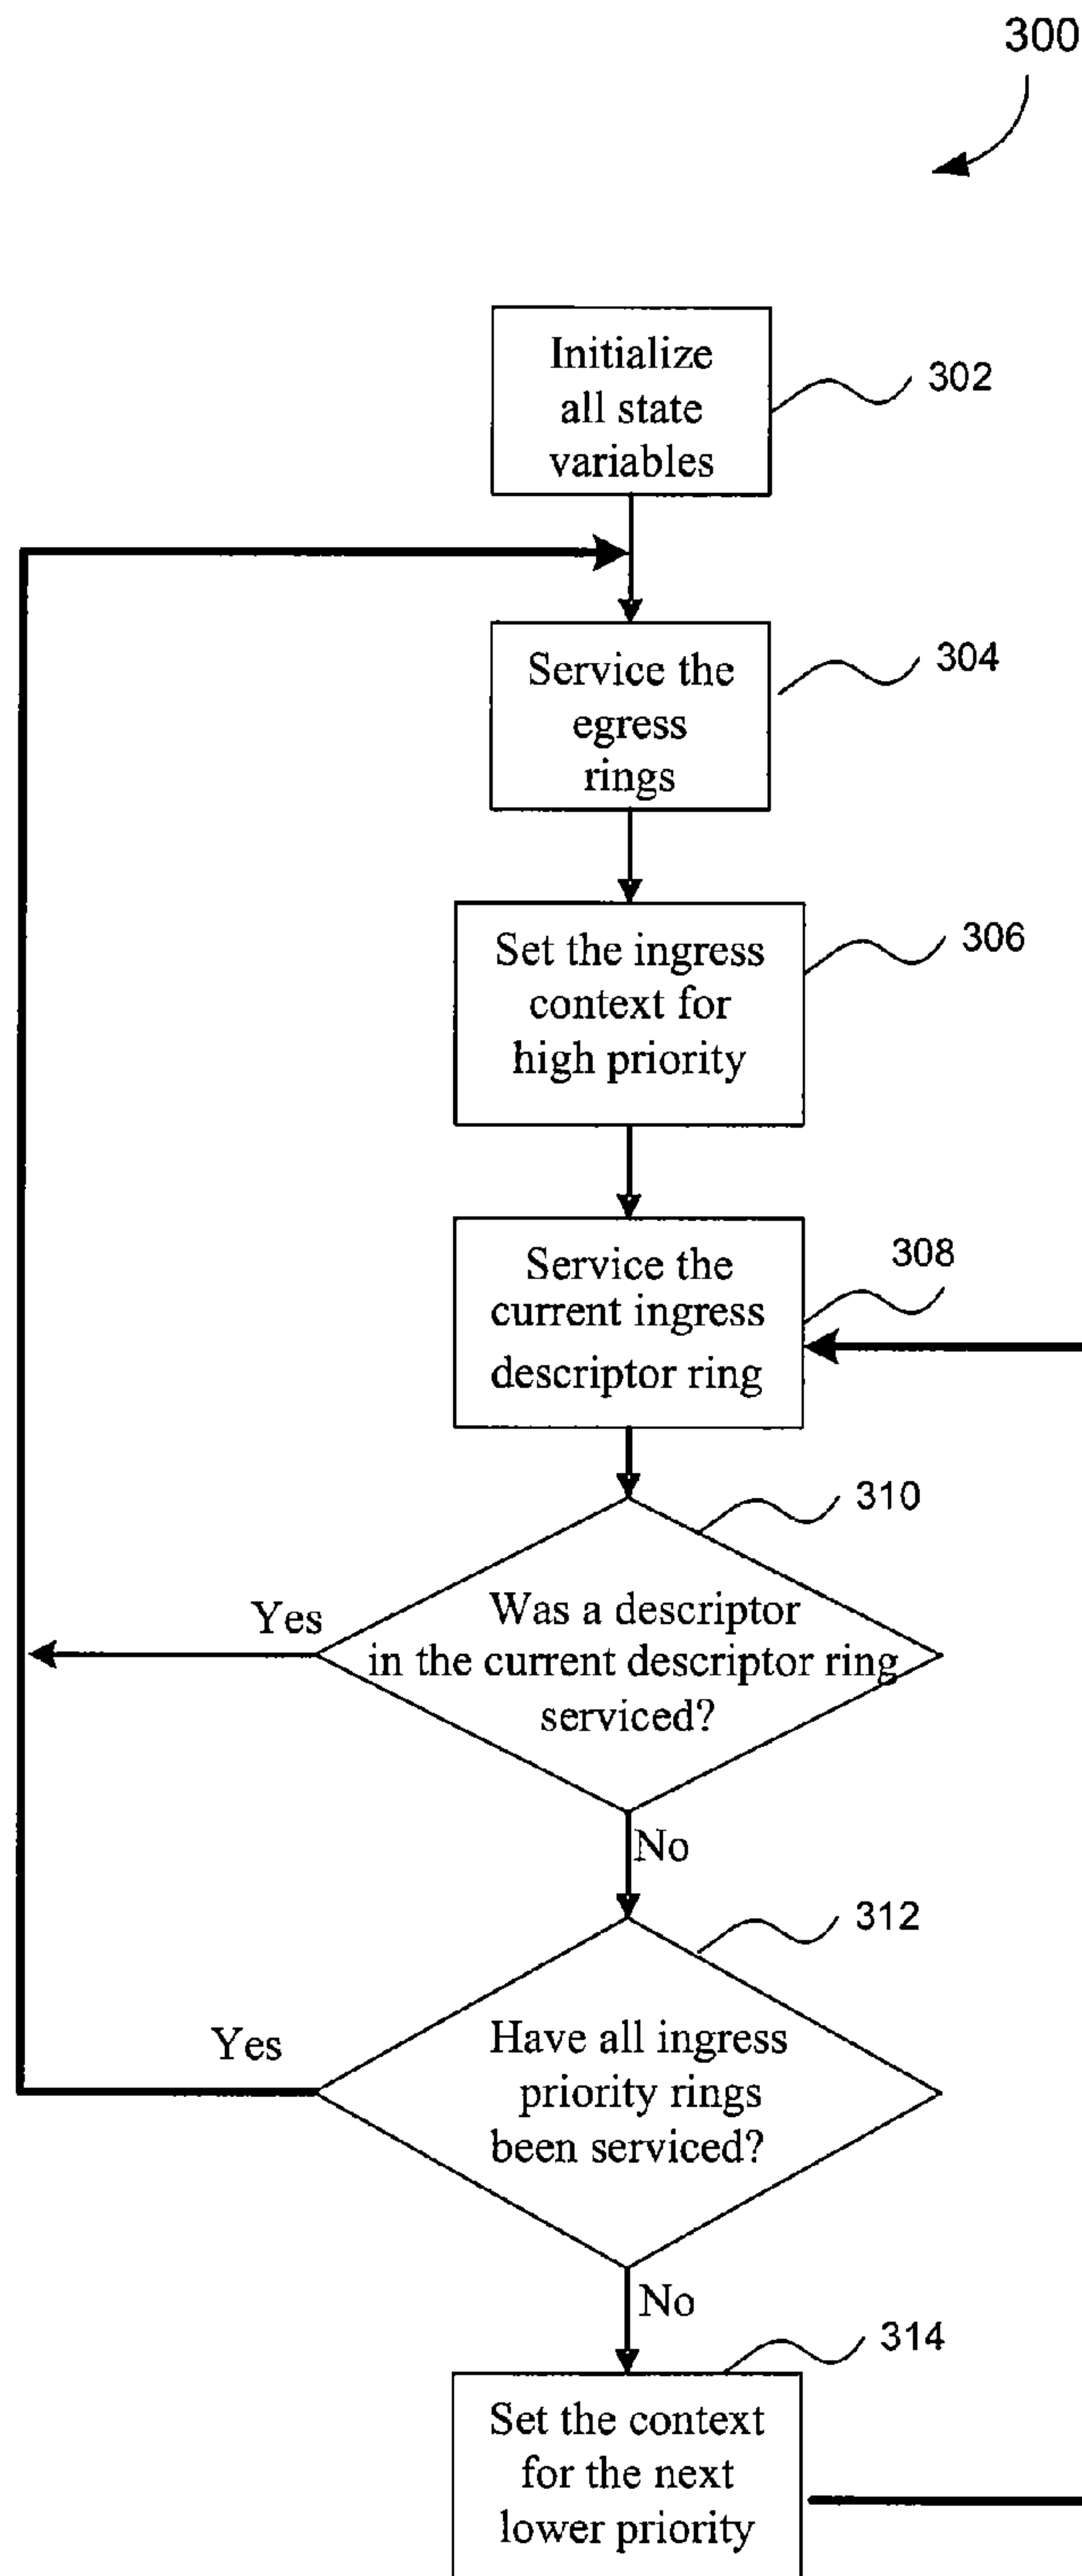 300
Initialize
all state
variables
302
Service the
egress
rings
304
Set the ingress
context for
high priority
306
Service the
current ingress
descriptor ring
308
310
Was a descriptor
in the current descriptor ring
serviced?
Yes
No
312
Have all ingress
priority rings
been serviced?
Yes
No
314
Set the context
for the next
lower priority